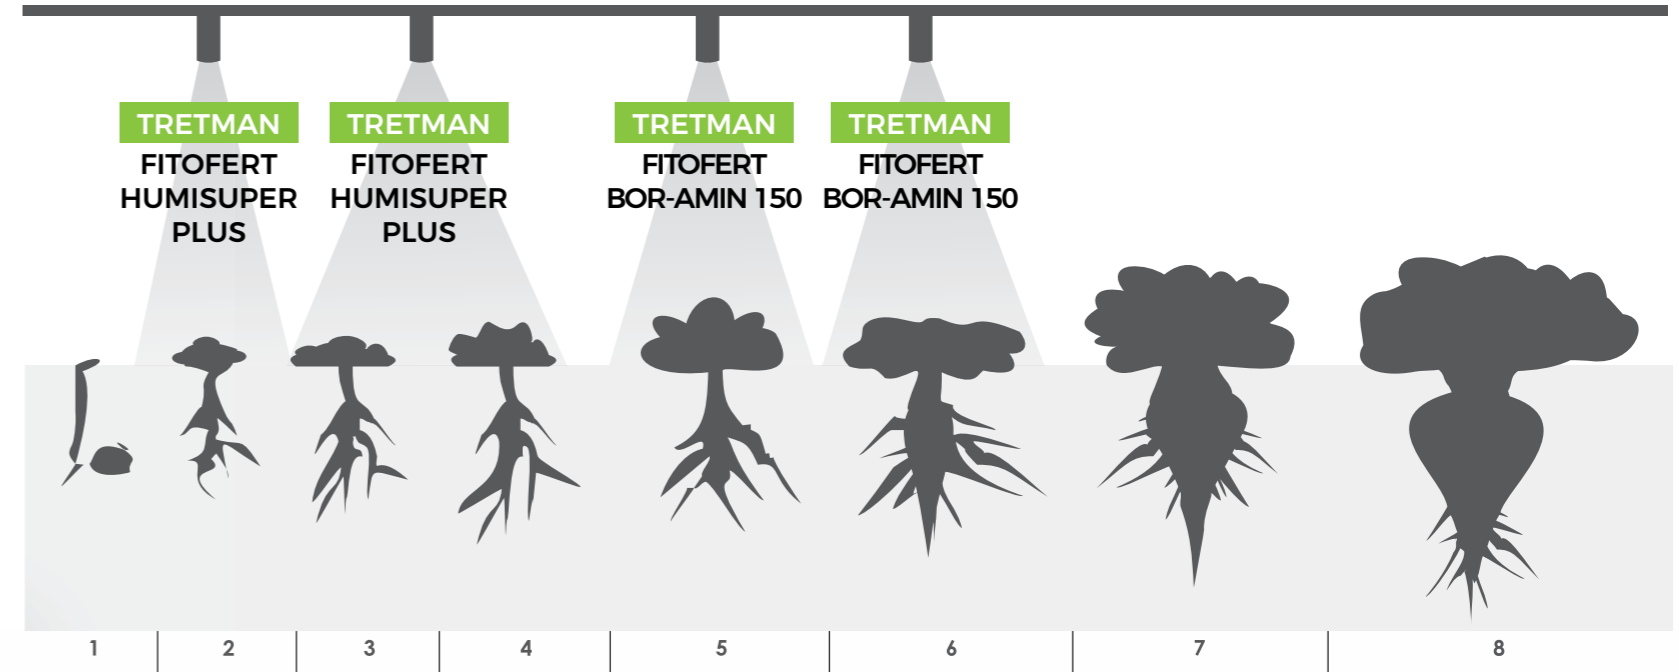 TRETMAN
FITOFERT
HUMISUPER
PLUS
TRETMAN
FITOFERT
HUMISUPER
PLUS
TRETMAN
FITOFERT
BOR-AMIN 150
TRETMAN
FITOFERT
BOR-AMIN 150
1 2 3 4 5 6 7 8